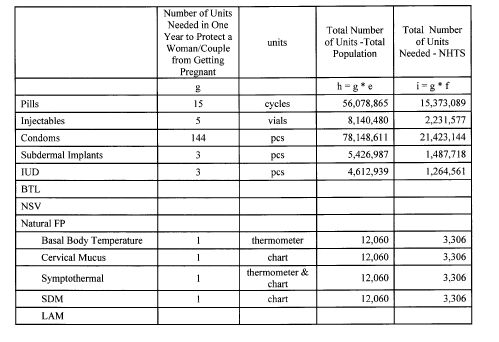 Number of Units
Needed in One
Year to Protect a
Woman/Couple
from Getting
Pregnant
units
Total Number
of Units -Total
Population
Total Number
of Units
Needed - NHTS
g
h = g * e
i = g * f
Pills 15 cycles 56,078,865 15,373,089
Injectables 5 vials 8,140,480 2,231,577
Condoms 144 pcs 78,148,611 21,423,144
Subdermal Implants 3 pcs 5,426,987 1,487,718
IUD 3 pcs 4,612,939 1,264,561
BTL
NSV
Natural FP
Basal Body Temperature 1 thermometer 12,060 3,306
Cervical Mucus 1 chart 12,060 3,306
Symptothermal 1 thermometer &
chart 12,060 3,306
SDM 1 chart 12,060 3,306
LAM